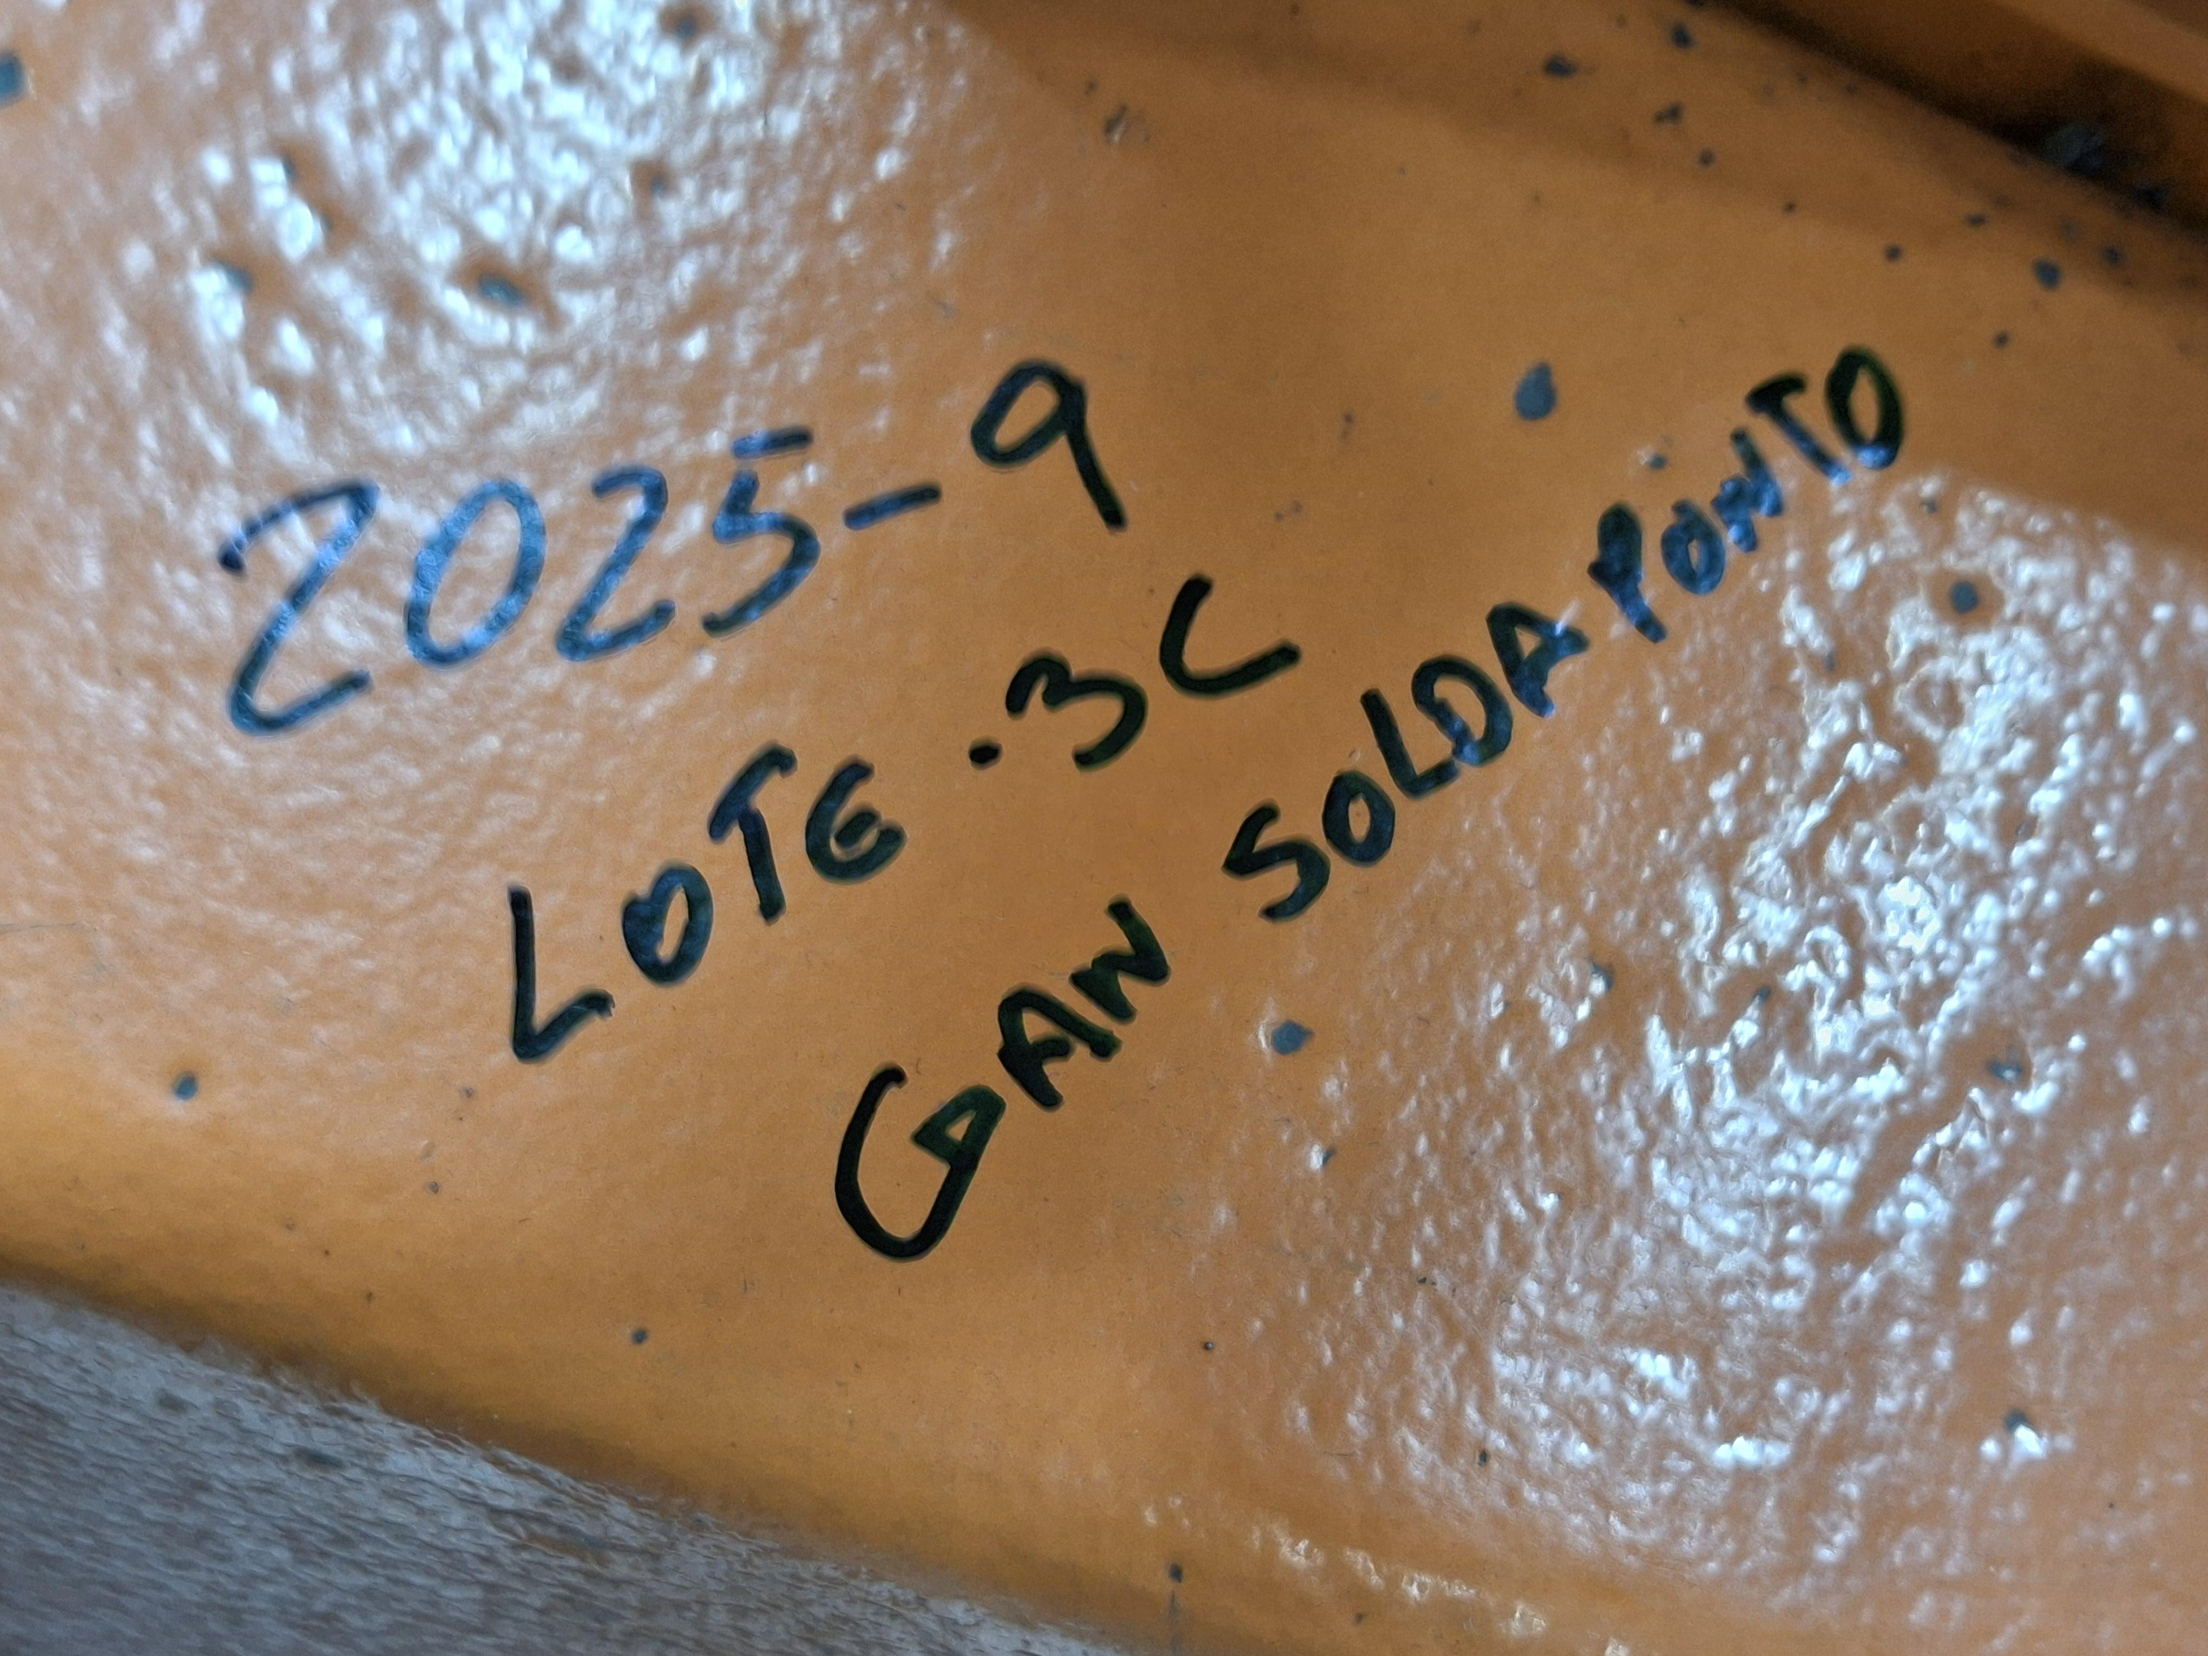 2025-9
LOTE .3C
GAN SOLDA PONTO